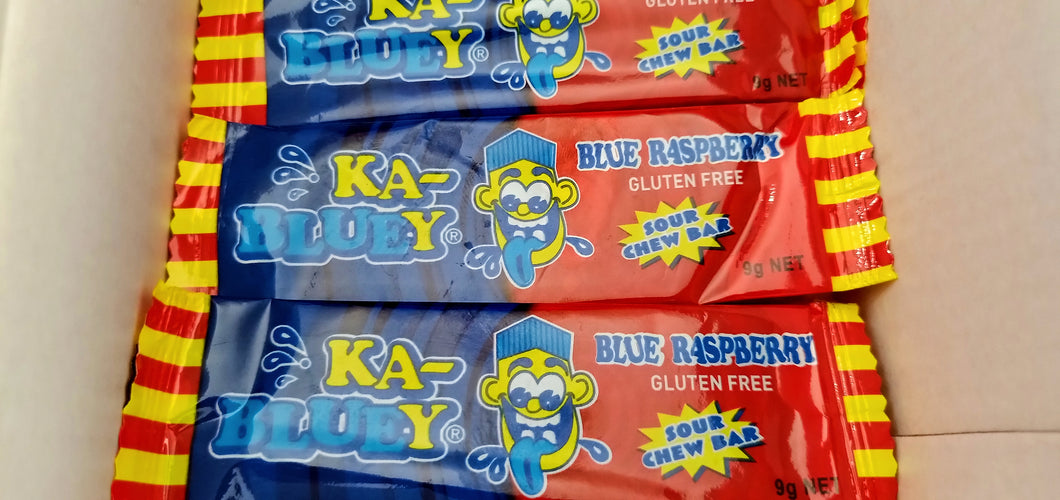 KA-
BLUEY®
GLUTEN FREE
SOUR
CHEW BAR
9g NET
KA-
BLUEY®
BLUE RASPBERRY
GLUTEN FREE
SOUR
CHEW BAR
9g NET
KA-
BLUEY®
BLUE RASPBERRY
GLUTEN FREE
SOUR
CHEW BAR
9g NET